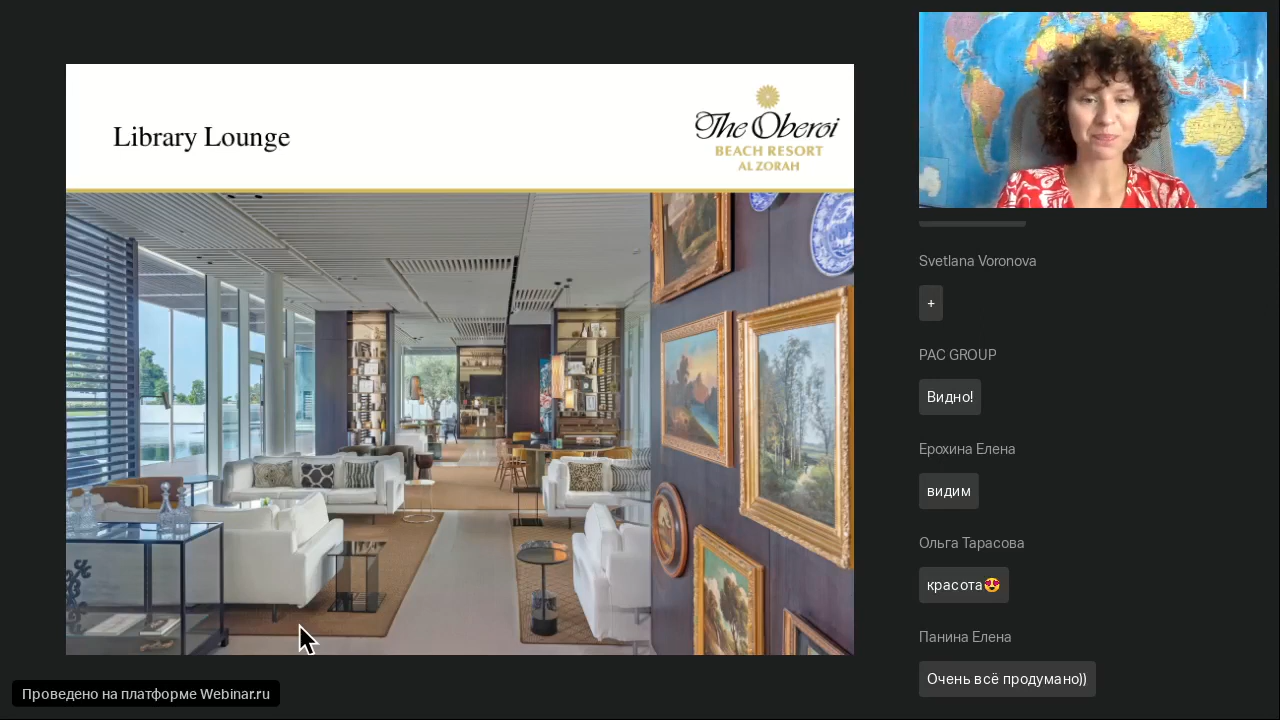 Library Lounge
The Oberoi
BEACH RESORT
AL ZORAH
Svetlana Voronova
+
PAC GROUP
Видно!
Ерохина Елена
видим
Ольга Тарасова
красота😍
Панина Елена
Очень всё продумано))
Проведено на платформе Webinar.ru